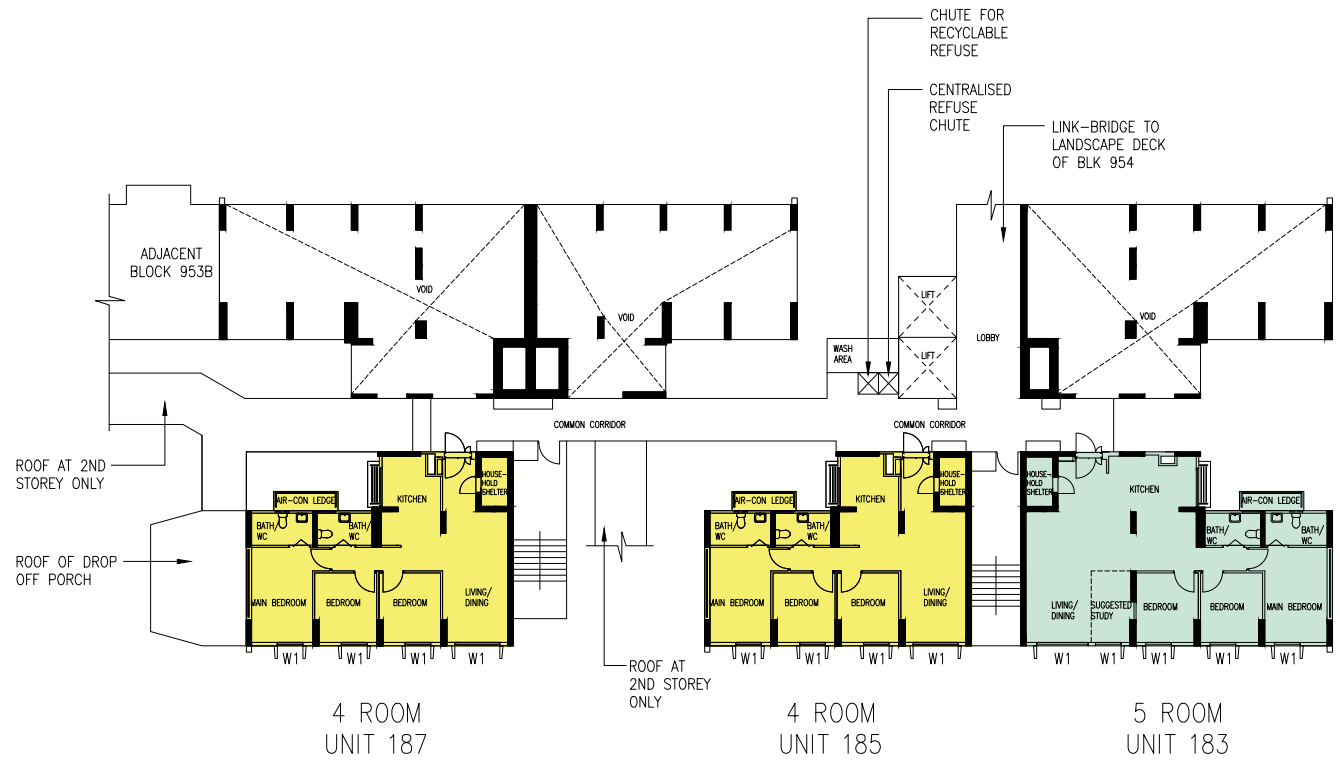 CHUTE FOR
RECYCLABLE
REFUSE
CENTRALISED
REFUSE
CHUTE
LINK-BRIDGE TO
LANDSCAPE DECK
OF BLK 954
ADJACENT
BLOCK 953B
VOID
VOID
LIFT
LIFT
WASH
AREA
LOBBY
VOID
COMMON CORRIDOR
COMMON CORRIDOR
ROOF AT 2ND
STOREY ONLY
ROOF OF DROP
OFF PORCH
AIR-CON LEDGE
KITCHEN
HOUSE-
HOLD
SHELTER
BATH/
WC
BATH/
WC
MAIN BEDROOM
BEDROOM
BEDROOM
LIVING/
DINING
W1
W1
W1
W1
ROOF AT
2ND STOREY
ONLY
AIR-CON LEDGE
KITCHEN
HOUSE-
HOLD
SHELTER
BATH/
WC
BATH/
WC
MAIN BEDROOM
BEDROOM
BEDROOM
LIVING/
DINING
W1
W1
W1
W1
HOUSE-
HOLD
SHELTER
KITCHEN
AIR-CON LEDGE
BATH/
WC
BATH/
WC
LIVING/
DINING
SUGGESTED
STUDY
BEDROOM
BEDROOM
MAIN BEDROOM
W1
W1
W1
W1
W1
4 ROOM
UNIT 187
4 ROOM
UNIT 185
5 ROOM
UNIT 183